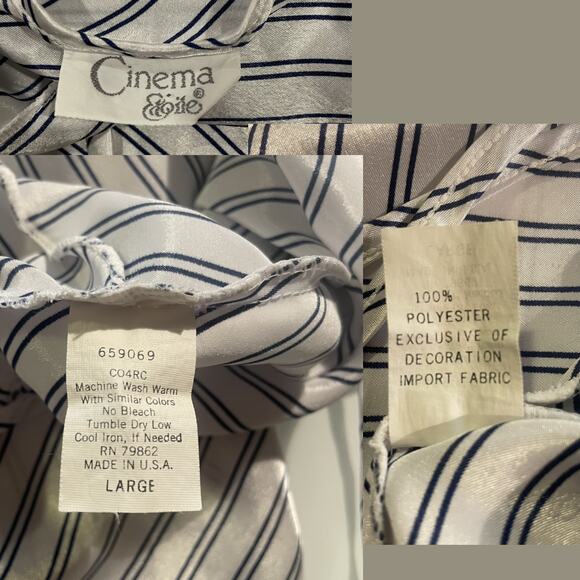 Cinema
Etoile®
659069
CO4RC
Machine Wash Warm
With Similar Colors
No Bleach
Tumble Dry Low
Cool Iron, If Needed
RN 79862
MADE IN U.S.A.
LARGE
100%
POLYESTER
EXCLUSIVE OF
DECORATION
IMPORT FABRIC